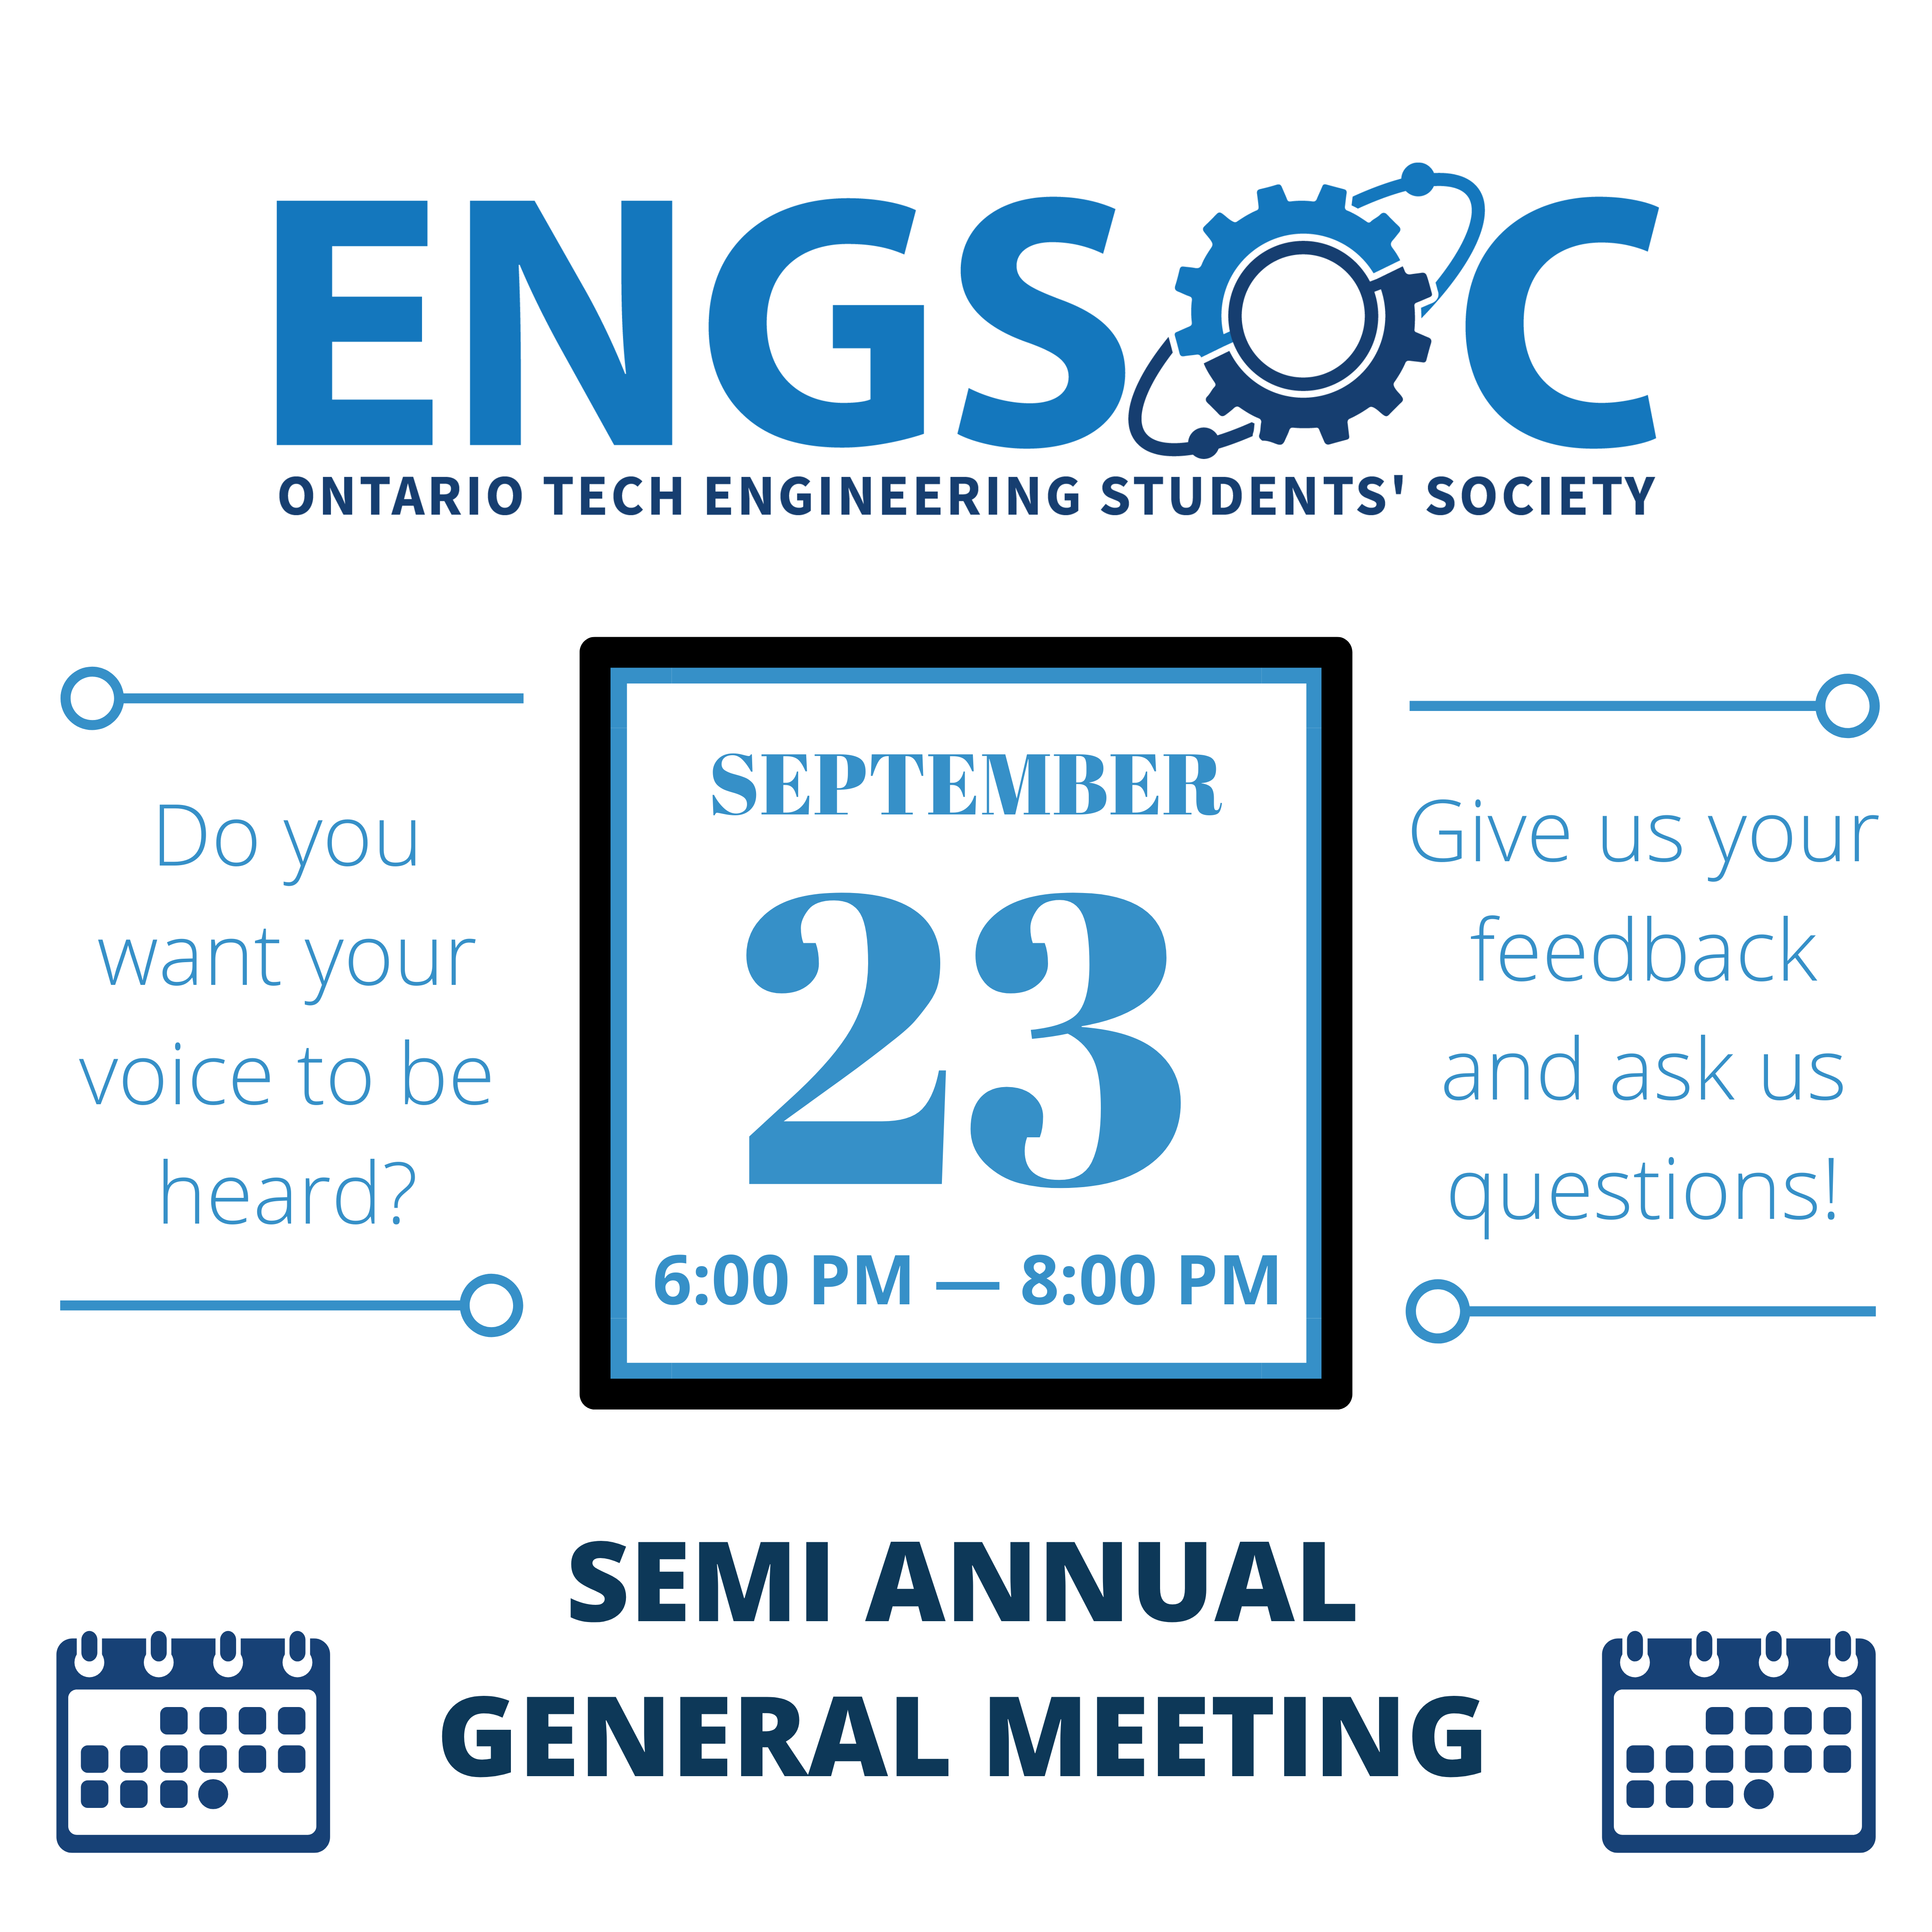 ENGSOC
ONTARIO TECH ENGINEERING STUDENTS' SOCIETY
Do you
want your
voice to be
heard?
SEPTEMBER
23
6:00 PM — 8:00 PM
Give us your
feedback
and ask us
questions!
SEMI ANNUAL
GENERAL MEETING